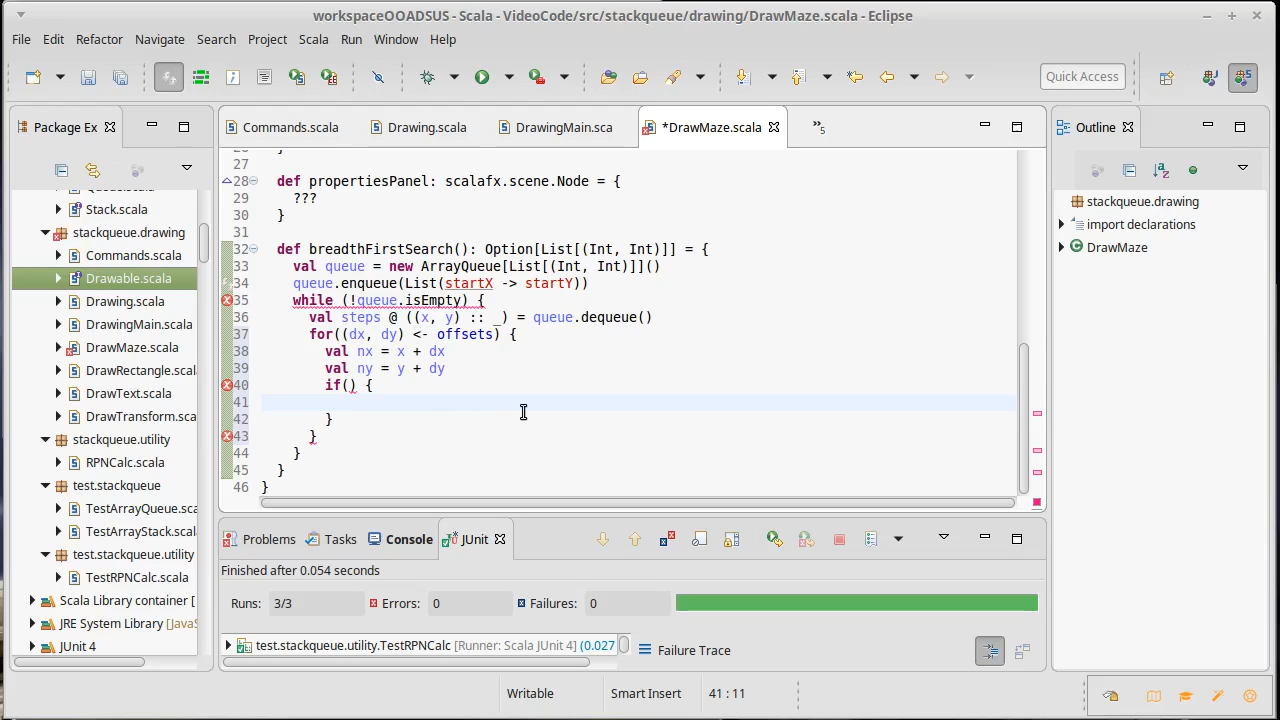 workspaceOOADSUS - Scala - VideoCode/src/stackqueue/drawing/DrawMaze.scala - Eclipse
File Edit Refactor Navigate Search Project Scala Run Window Help
Quick Access
Package Ex
Commands.scala Drawing.scala DrawingMain.sca *DrawMaze.scala »5
Outline
Queue.scala
Stack.scala
stackqueue.drawing
Commands.scala
Drawable.scala
Drawing.scala
DrawingMain.scala
DrawMaze.scala
DrawRectangle.scal
DrawText.scala
DrawTransform.sca
stackqueue.utility
RPNCalc.scala
test.stackqueue
TestArrayQueue.sca
TestArrayStack.scal
test.stackqueue.utility
TestRPNCalc.scala
Scala Library container [
JRE System Library [JavaS
JUnit 4
26 }
27
28 def propertiesPanel: scalafx.scene.Node = {
29 ???
30 }
31
32 def breadthFirstSearch(): Option[List[(Int, Int)]] = {
33 val queue = new ArrayQueue[List[(Int, Int)]]()
34 queue.enqueue(List(startX -> startY))
35 while (!queue.isEmpty) {
36 val steps @ ((x, y) :: _) = queue.dequeue()
37 for((dx, dy) <- offsets) {
38 val nx = x + dx
39 val ny = y + dy
40 if() {
41
42 }
43 }
44 }
45 }
46 }
stackqueue.drawing
import declarations
DrawMaze
Problems Tasks Console JUnit
Finished after 0.054 seconds
Runs: 3/3 Errors: 0 Failures: 0
test.stackqueue.utility.TestRPNCalc [Runner: Scala JUnit 4] (0.027
Failure Trace
Writable Smart Insert 41 : 11